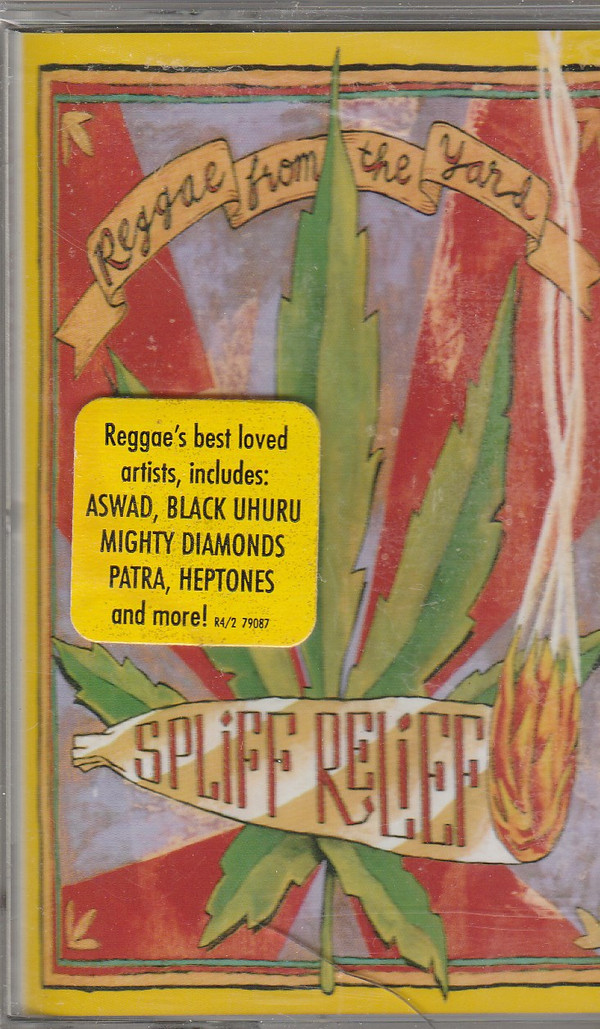 Reggae from the Yard
Reggae's best loved
artists, includes:
ASWAD, BLACK UHURU
MIGHTY DIAMONDS
PATRA, HEPTONES
and more! R4/2 79087
SPLiFF RELiEF